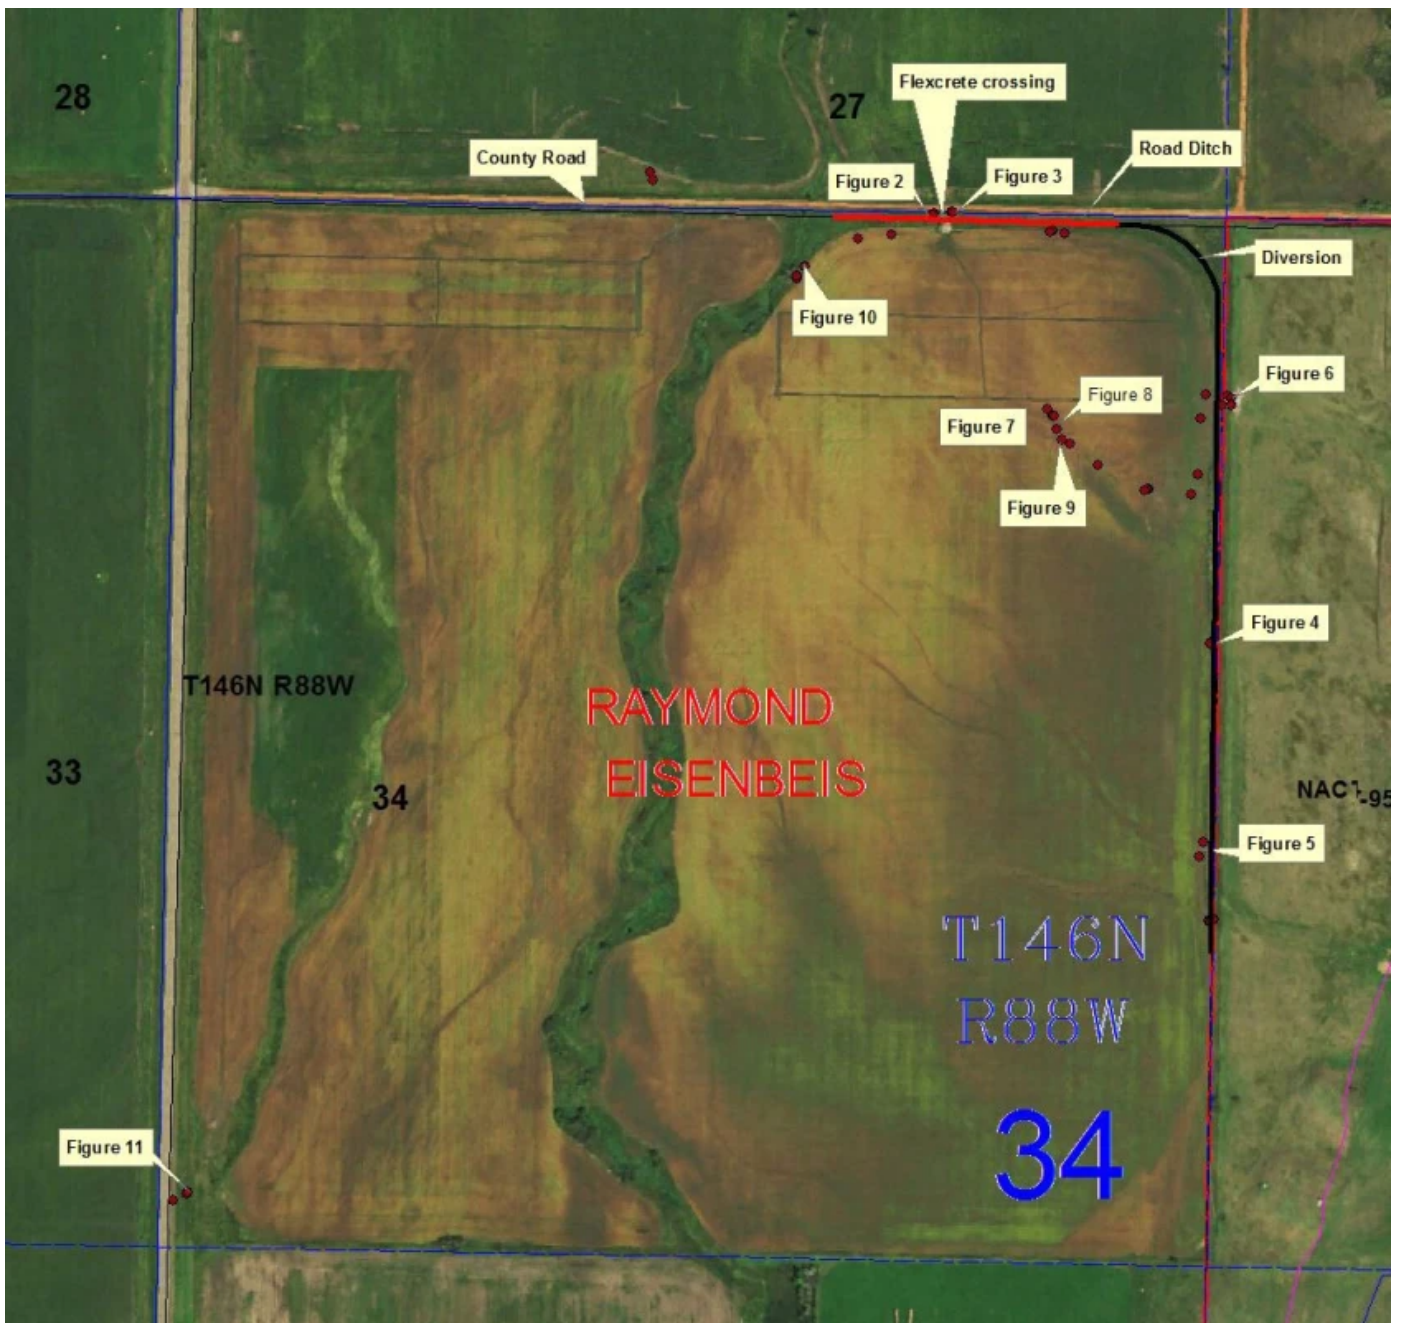 Flexcrete crossing
28
27
Road Ditch
County Road
Figure 2
Figure 3
Diversion
Figure 10
Figure 6
Figure 8
Figure 7
Figure 9
Figure 4
T146N R88W
RAYMOND
EISENBEIS
33
34
Figure 5
T146N
R88W
34
Figure 11